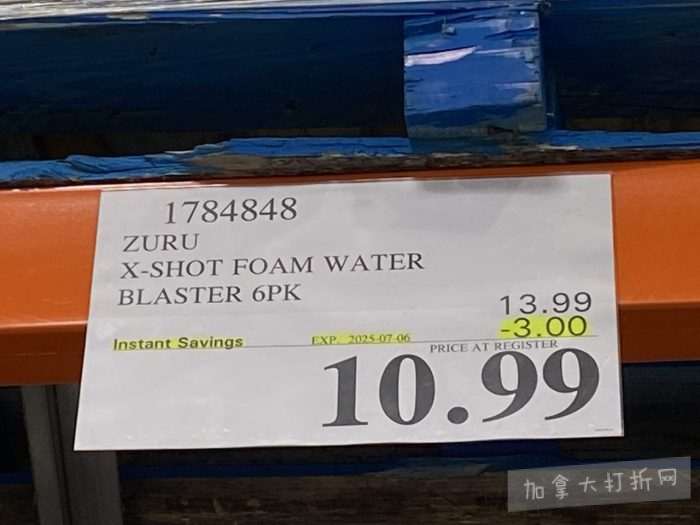 1784848
ZURU
X-SHOT FOAM WATER
BLASTER 6PK
13.99
Instant Savings EXP. 2025-07-06 -3.00
PRICE AT REGISTER
10.99
加拿大打折网